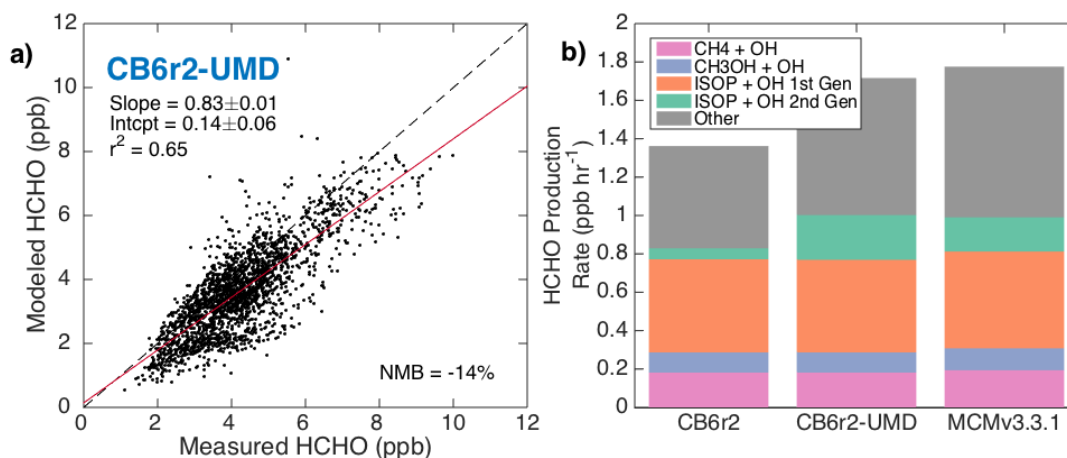 a)
12
10
8
6
4
2
0
Modeled HCHO (ppb)
CB6r2-UMD
Slope = 0.83±0.01
Intcpt = 0.14±0.06
r² = 0.65
NMB = -14%
0 2 4 6 8 10 12
Measured HCHO (ppb)
b)
2
1.8
1.6
1.4
1.2
1
0.8
0.6
0.4
0.2
0
HCHO Production
Rate (ppb hr⁻¹)
CH4 + OH
CH3OH + OH
ISOP + OH 1st Gen
ISOP + OH 2nd Gen
Other
CB6r2 CB6r2-UMD MCMv3.3.1